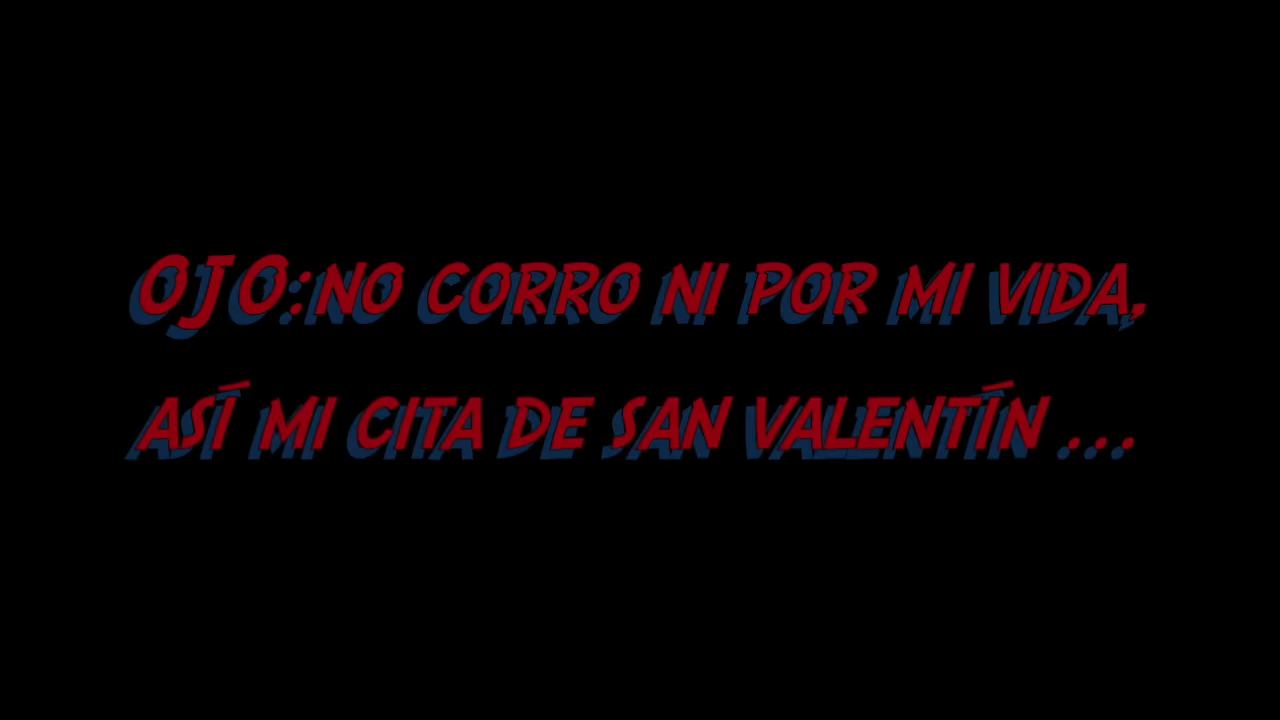 OJO:NO CORRO NI POR MI VIDA,
ASÍ MI CITA DE SAN VALENTÍN ...